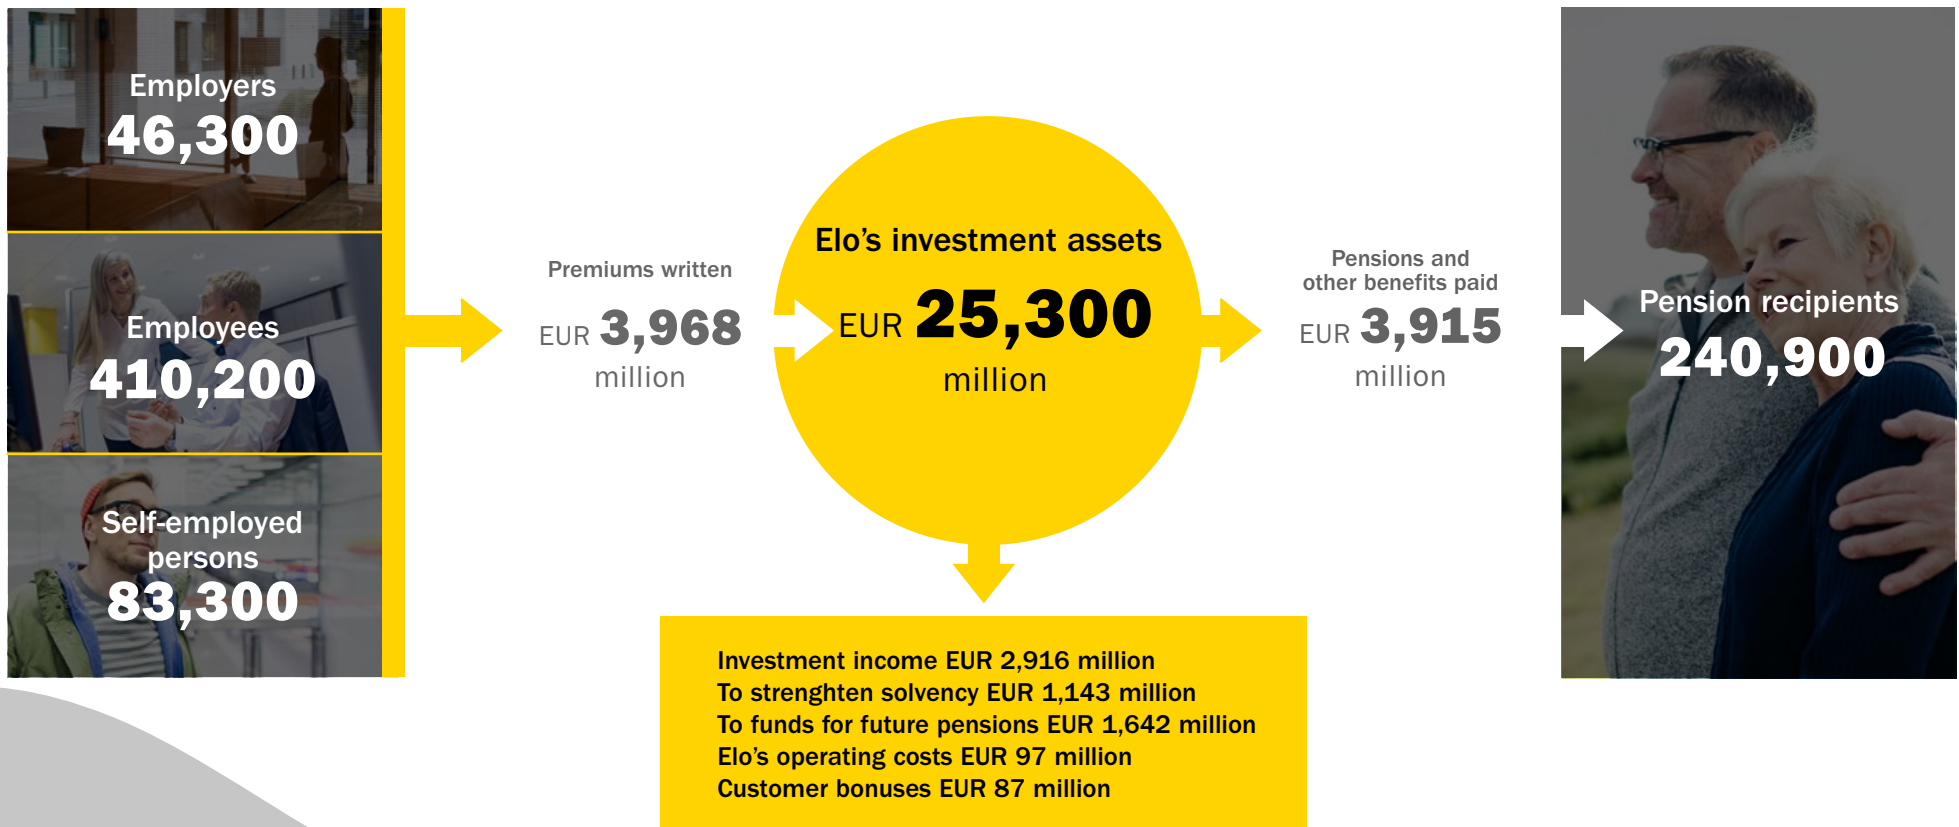 Employers
46,300
Employees
410,200
Self-employed
persons
83,300
Premiums written
EUR 3,968
million
Elo’s investment assets
EUR 25,300
million
Pensions and
other benefits paid
EUR 3,915
million
Pension recipients
240,900
Investment income EUR 2,916 million
To strenghten solvency EUR 1,143 million
To funds for future pensions EUR 1,642 million
Elo’s operating costs EUR 97 million
Customer bonuses EUR 87 million